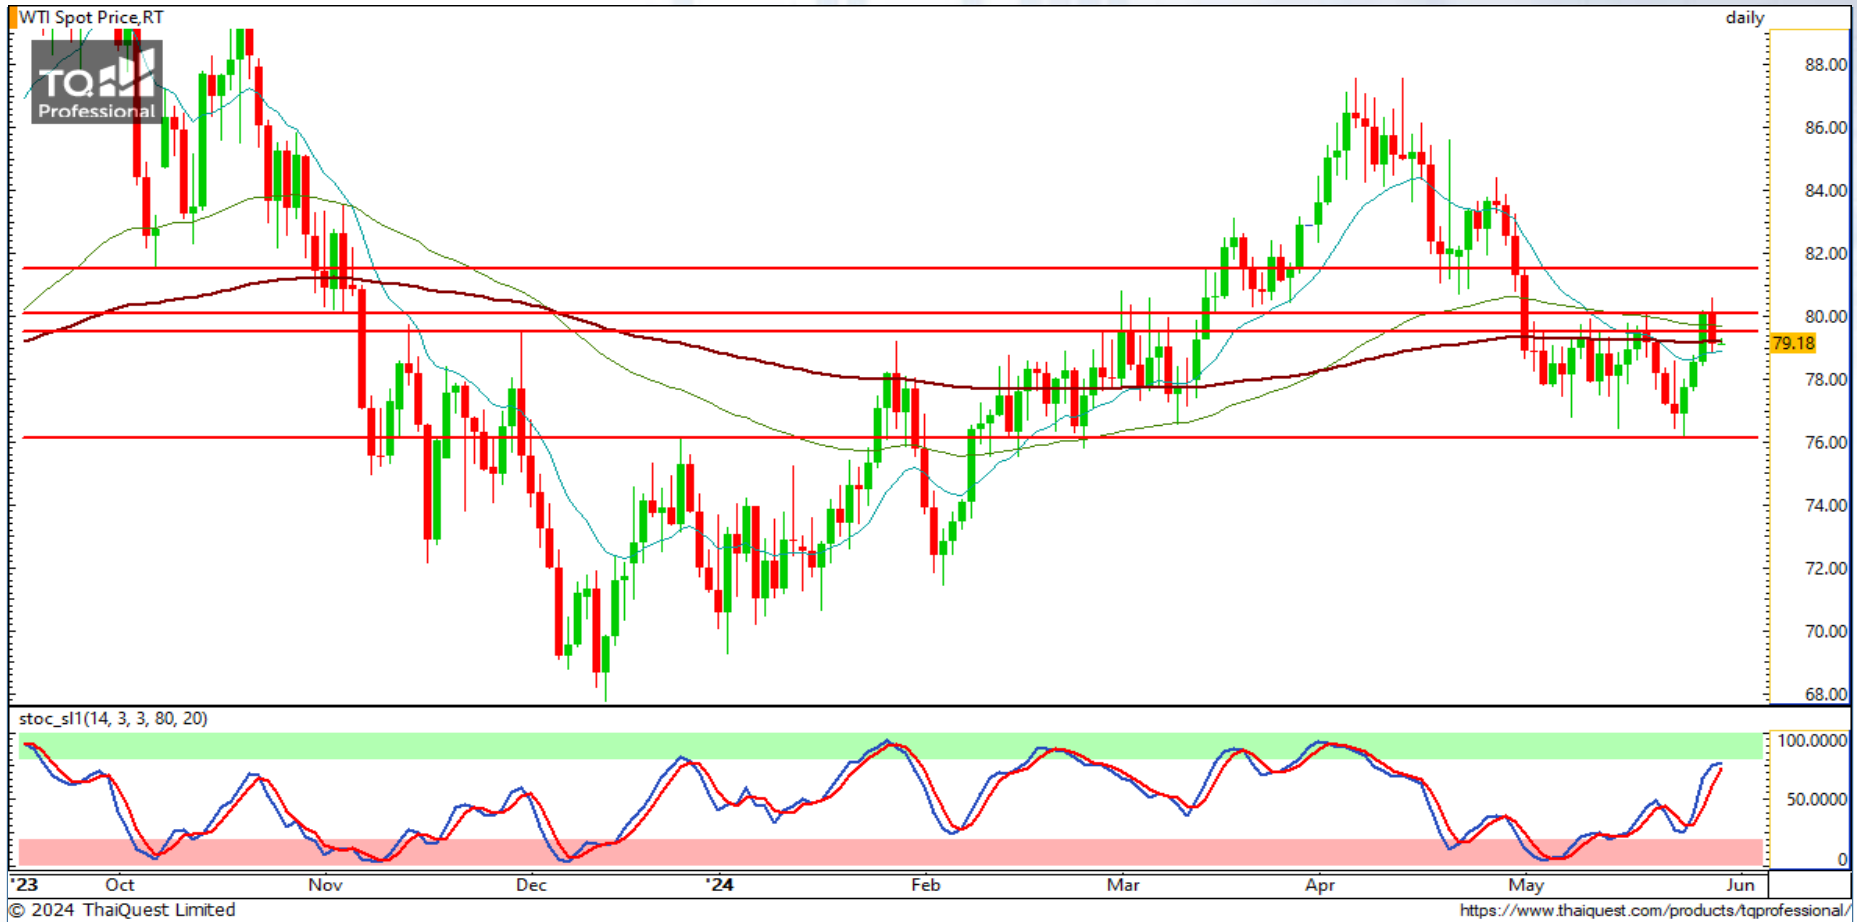 WTI Spot Price,RT
daily
TQ
Professional
88.00
86.00
84.00
82.00
80.00
79.18
78.00
76.00
74.00
72.00
70.00
68.00
stoc_sl1(14, 3, 3, 80, 20)
100.0000
50.0000
0
'23 Oct Nov Dec '24 Feb Mar Apr May Jun
© 2024 ThaiQuest Limited
https://www.thaiquest.com/products/tqprofessional/